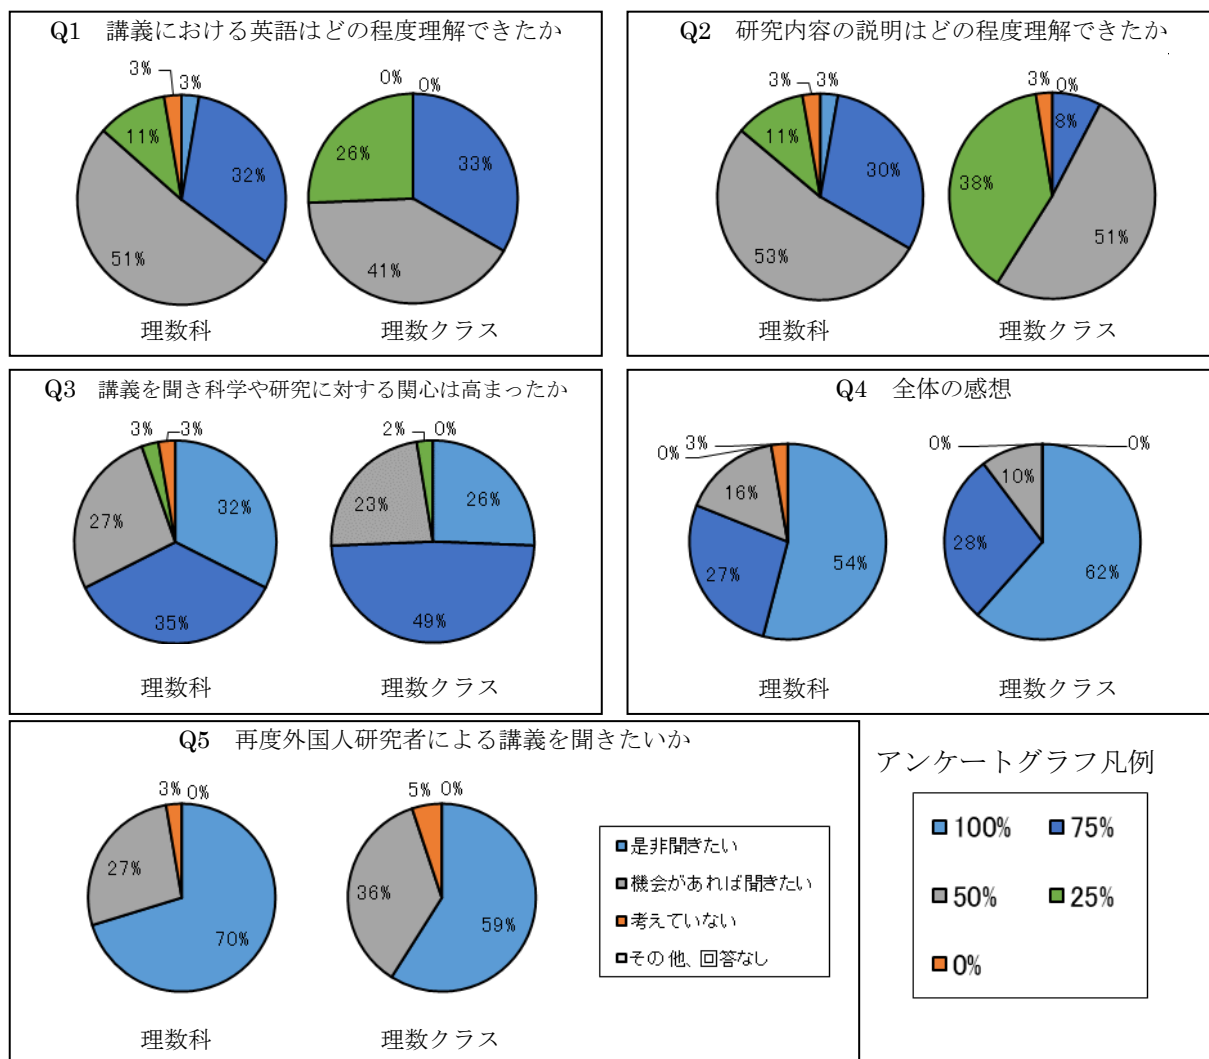 Q1 講義における英語はどの程度理解できたか
3%
3%
32%
51%
11%
理数科
0%
0%
33%
41%
26%
理数クラス
Q2 研究内容の説明はどの程度理解できたか
3%
3%
30%
53%
11%
理数科
3%
0%
8%
51%
38%
理数クラス
Q3 講義を聞き科学や研究に対する関心は高まったか
3%
3%
32%
35%
27%
理数科
2%
0%
26%
49%
23%
理数クラス
Q4 全体の感想
0%
3%
54%
27%
16%
理数科
0%
0%
62%
28%
10%
理数クラス
Q5 再度外国人研究者による講義を聞きたいか
3%
0%
70%
27%
理数科
5%
0%
59%
36%
理数クラス
是非聞きたい
機会があれば聞きたい
考えていない
その他、回答なし
アンケートグラフ凡例
100% 75%
50% 25%
0%